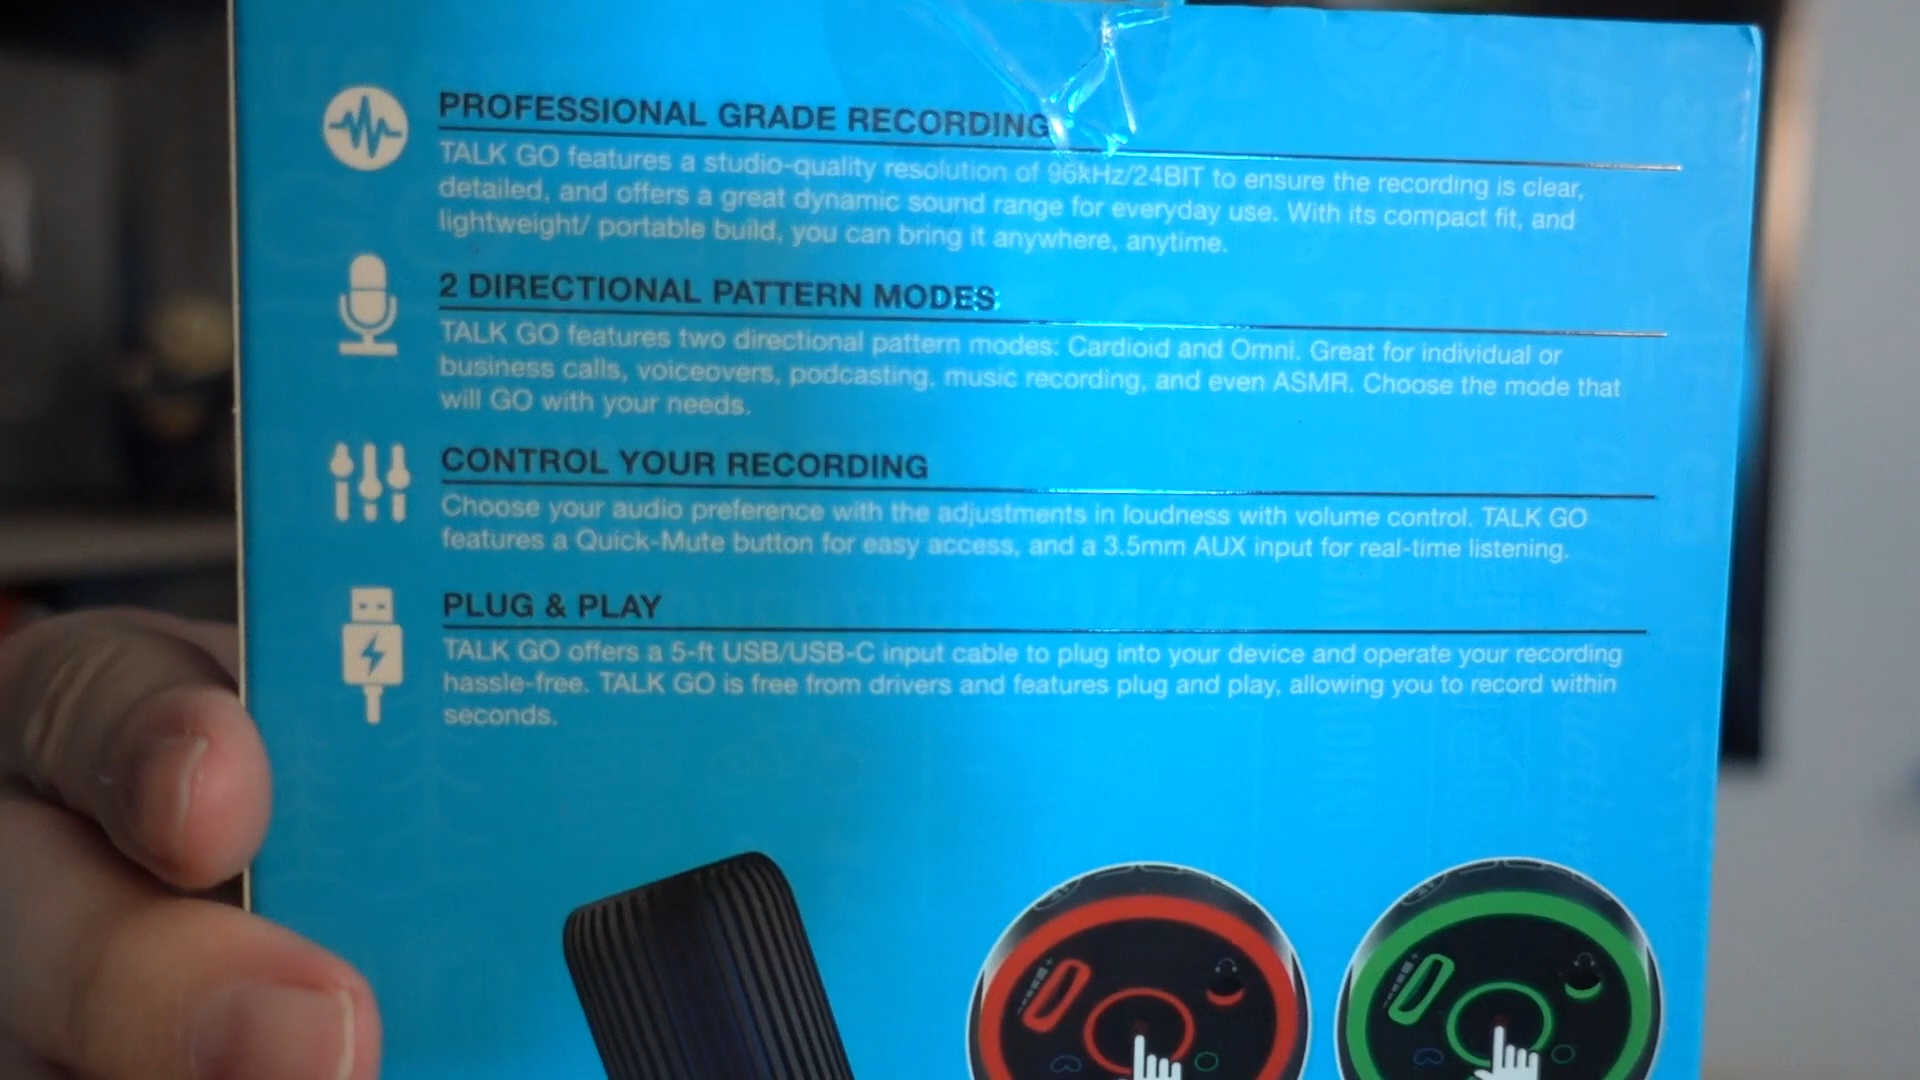 PROFESSIONAL GRADE RECORDING
TALK GO features a studio-quality resolution of 96kHz/24BIT to ensure the recording is clear,
detailed, and offers a great dynamic sound range for everyday use. With its compact fit, and
lightweight/ portable build, you can bring it anywhere, anytime.
2 DIRECTIONAL PATTERN MODES
TALK GO features two directional pattern modes: Cardioid and Omni. Great for individual or
business calls, voiceovers, podcasting, music recording, and even ASMR. Choose the mode that
will GO with your needs.
CONTROL YOUR RECORDING
Choose your audio preference with the adjustments in loudness with volume control. TALK GO
features a Quick-Mute button for easy access, and a 3.5mm AUX input for real-time listening.
PLUG & PLAY
TALK GO offers a 5-ft USB/USB-C input cable to plug into your device and operate your recording
hassle-free. TALK GO is free from drivers and features plug and play, allowing you to record within
seconds.